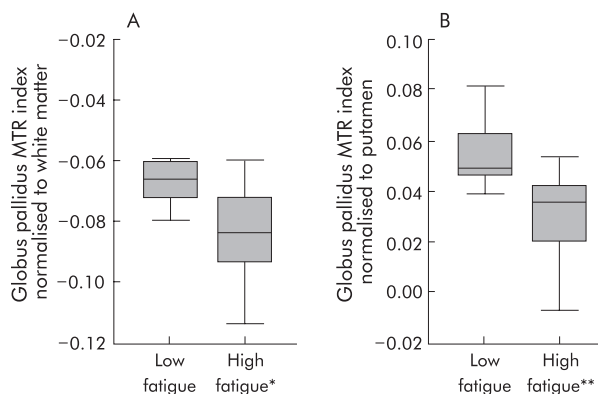 A
Globus pallidus MTR index
normalised to white matter
−0.02
−0.04
−0.06
−0.08
−0.10
−0.12
Low
fatigue
High
fatigue*
B
Globus pallidus MTR index
normalised to putamen
0.10
0.08
0.06
0.04
0.02
0.00
−0.02
Low
fatigue
High
fatigue**